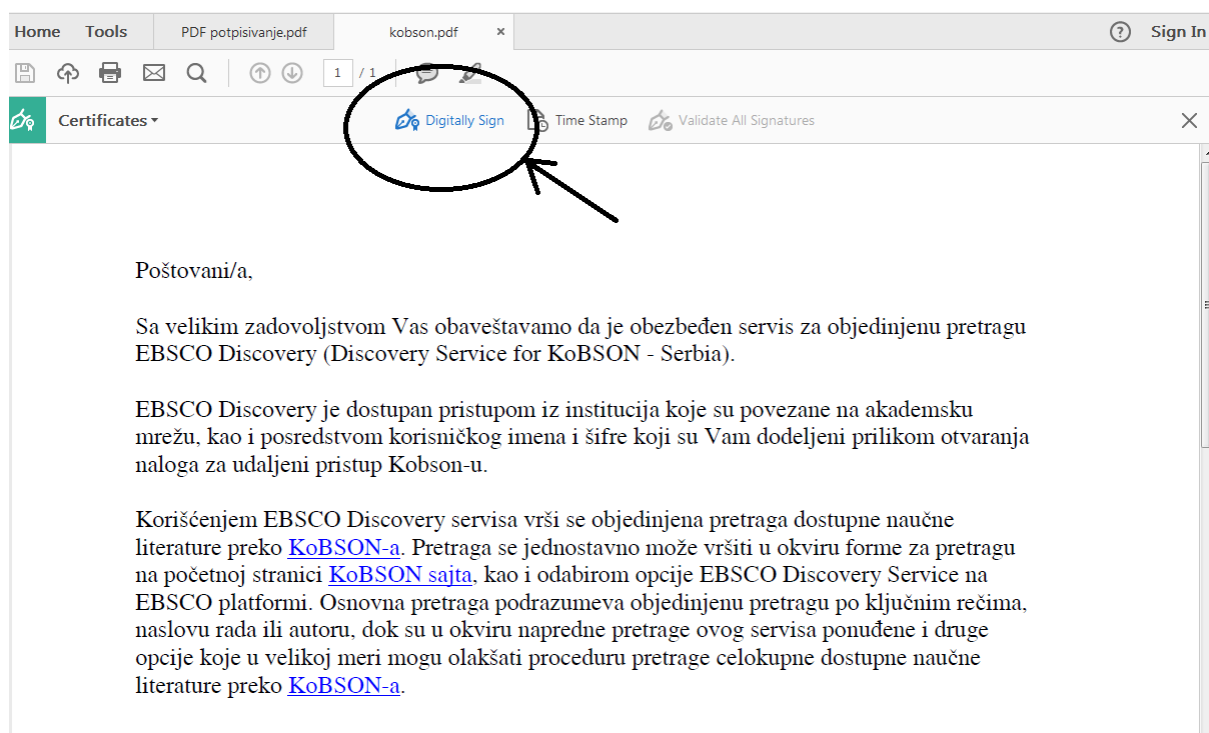 Home Tools PDF potpisivanje.pdf kobson.pdf × ? Sign In
1 / 1
Certificates Digitally Sign Time Stamp Validate All Signatures
Poštovani/a,
Sa velikim zadovoljstvom Vas obaveštavamo da je obezbeđen servis za objedinjenu pretragu
EBSCO Discovery (Discovery Service for KoBSON - Serbia).
EBSCO Discovery je dostupan pristupom iz institucija koje su povezane na akademsku
mrežu, kao i posredstvom korisničkog imena i šifre koji su Vam dodeljeni prilikom otvaranja
naloga za udaljeni pristup Kobson-u.
Korišćenjem EBSCO Discovery servisa vrši se objedinjena pretraga dostupne naučne
literature preko KoBSON-a. Pretraga se jednostavno može vršiti u okviru forme za pretragu
na početnoj stranici KoBSON sajta, kao i odabirom opcije EBSCO Discovery Service na
EBSCO platformi. Osnovna pretraga podrazumeva objedinjenu pretragu po ključnim rečima,
naslovu rada ili autoru, dok su u okviru napredne pretrage ovog servisa ponuđene i druge
opcije koje u velikoj meri mogu olakšati proceduru pretrage celokupne dostupne naučne
literature preko KoBSON-a.